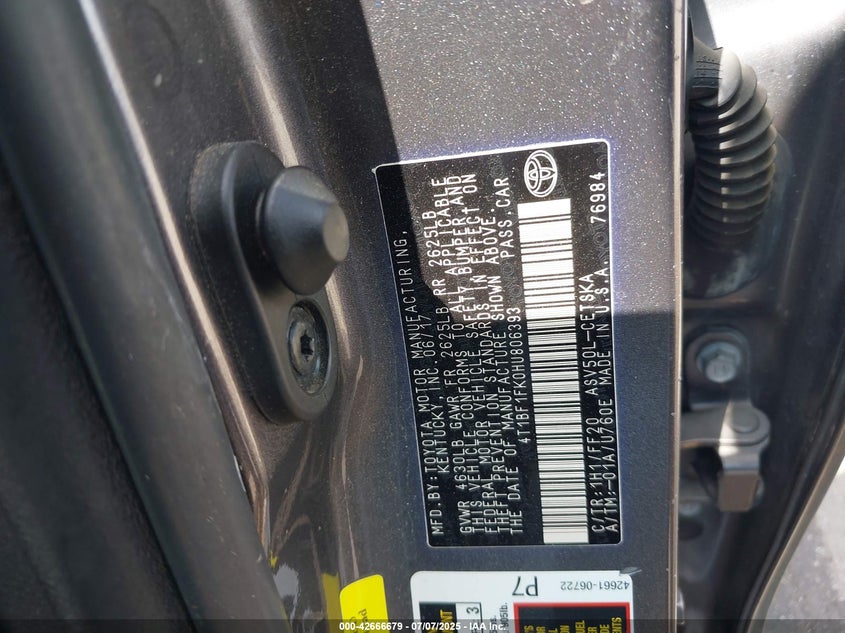 MFD.BY:TOYOTA MOTOR MANUFACTURING,
KENTUCKY, INC. 06/17
GVWR 4630LB GAWR FR 2625LB RR 2625LB
THIS VEHICLE CONFORMS TO ALL APPLICABLE
FEDERAL MOTOR VEHICLE SAFETY, BUMPER, AND
THEFT PREVENTION STANDARDS IN EFFECT ON
THE DATE OF MANUFACTURE SHOWN ABOVE.
4T1BF1FK0HU806393 PASS.CAR
C/TR:1H1/FF20 ASV50L-CETSKA 76984
A/TM:-01A/U760E MADE IN U.S.A.
42661-06722
P7
3
000-42666679 - 07/07/2025 - IAA Inc.